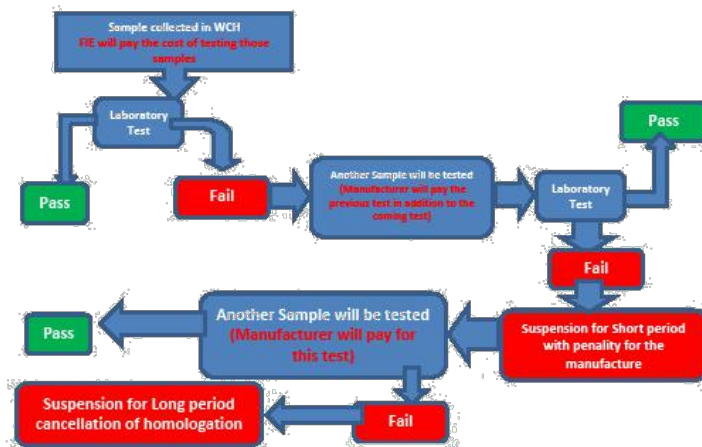 Sample collected in WCH
FIE will pay the cost of testing those
samples
Laboratory
Test
Pass
Fail
Another Sample will be tested
(Manufacturer will pay the
previous test in addition to the
coming test)
Laboratory
Test
Pass
Fail
Suspension for Short period
with penality for the
manufacture
Another Sample will be tested
(Manufacturer will pay for
this test)
Pass
Fail
Suspension for Long period
cancellation of homologation